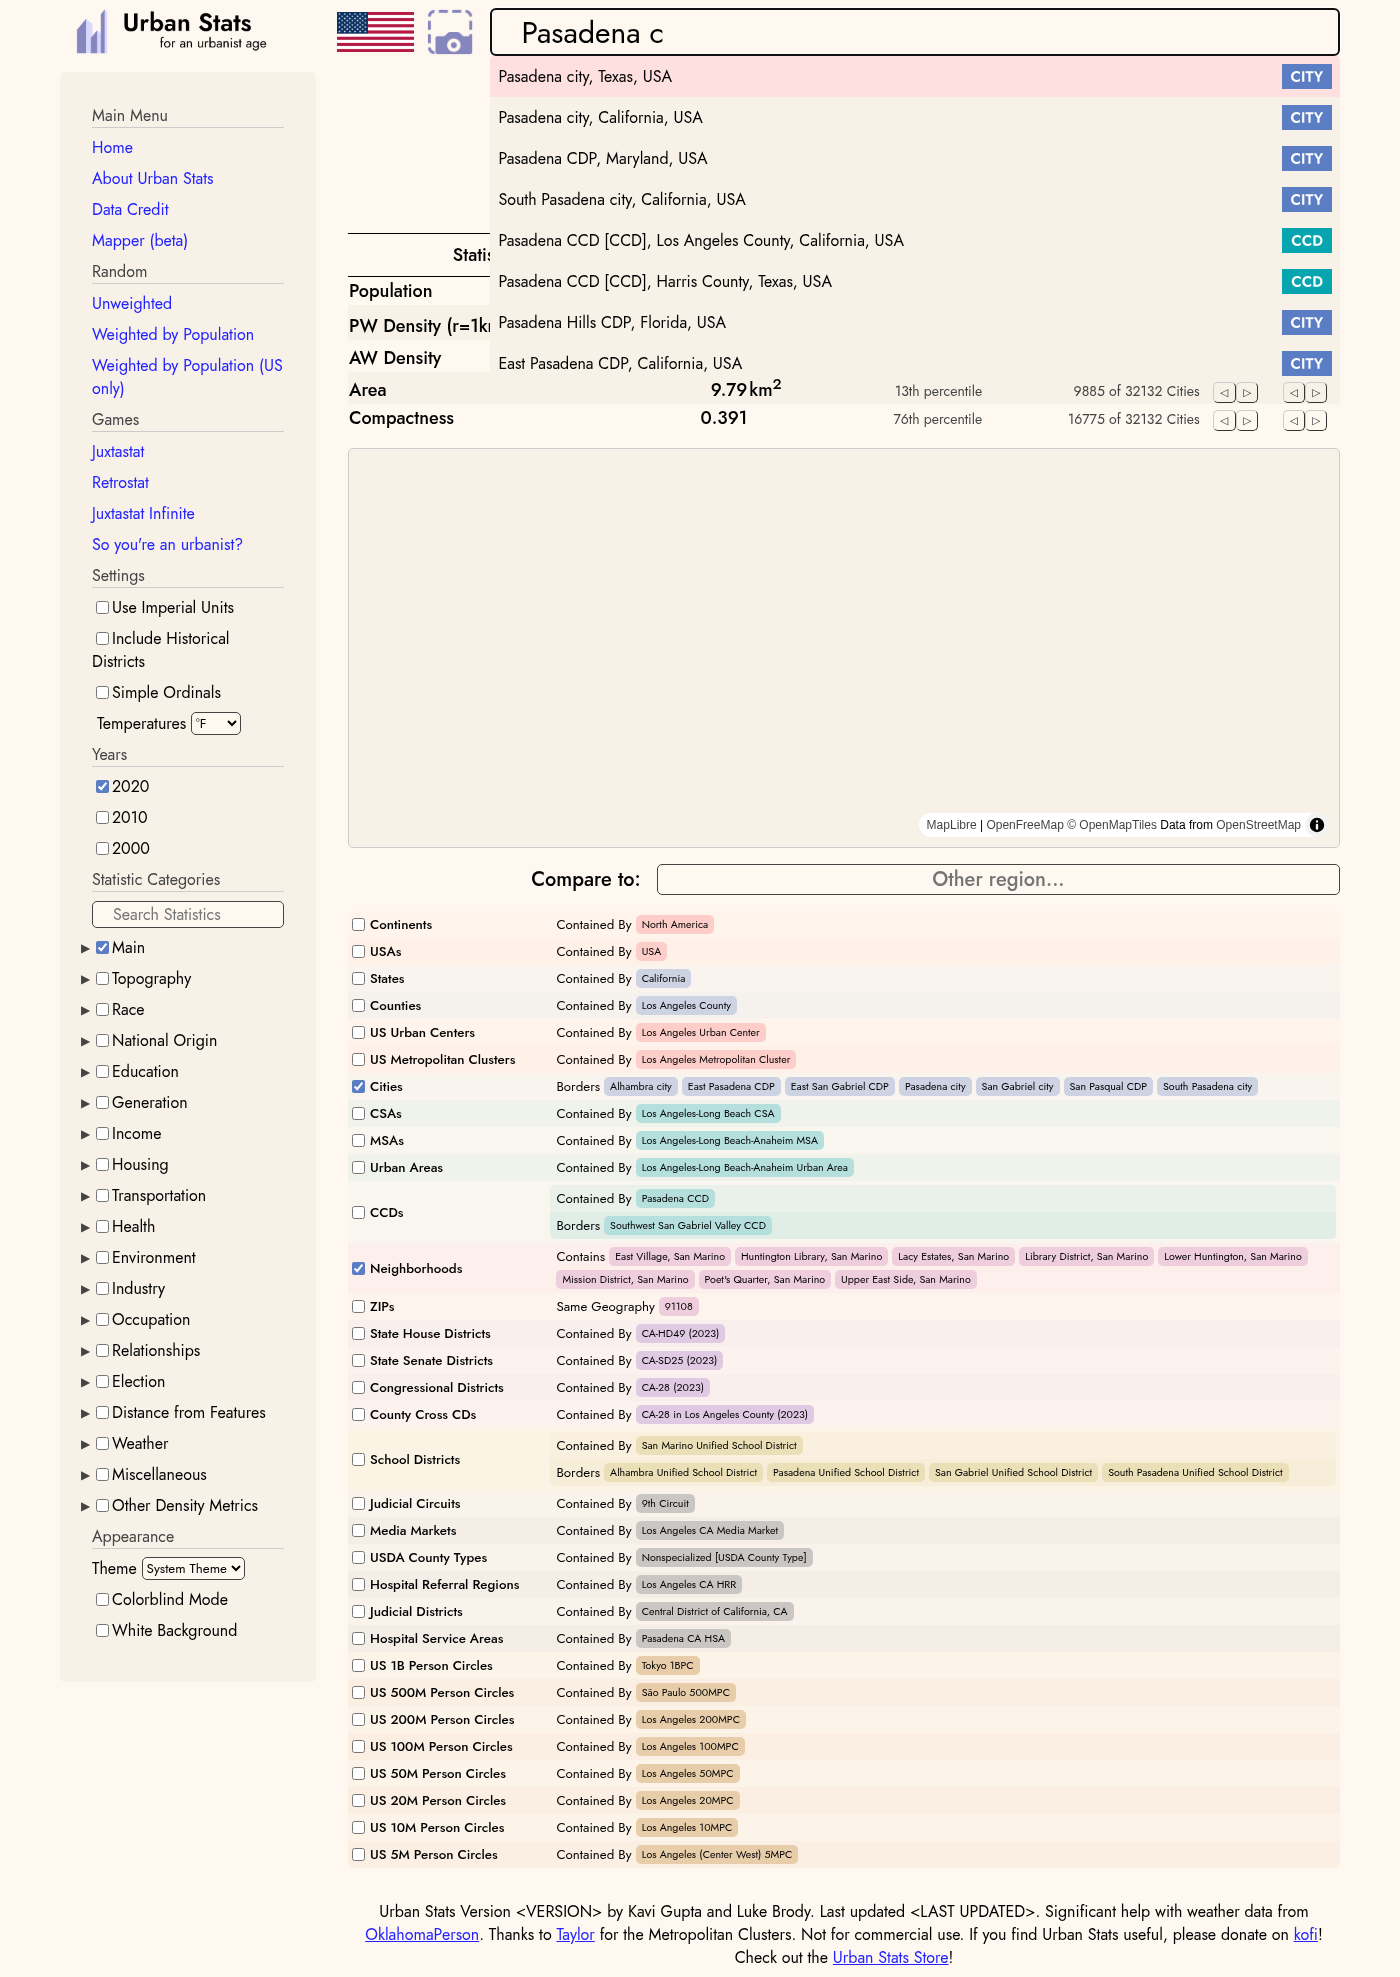 Urban Stats
for an urbanist age
Pasadena c
Pasadena city, Texas, USA CITY
Pasadena city, California, USA CITY
Pasadena CDP, Maryland, USA CITY
South Pasadena city, California, USA CITY
Pasadena CCD [CCD], Los Angeles County, California, USA CCD
Pasadena CCD [CCD], Harris County, Texas, USA CCD
Pasadena Hills CDP, Florida, USA CITY
East Pasadena CDP, California, USA CITY
Main Menu
Home
About Urban Stats
Data Credit
Mapper (beta)
Random
Unweighted
Weighted by Population
Weighted by Population (US
only)
Games
Juxtastat
Retrostat
Juxtastat Infinite
So you're an urbanist?
Settings
Use Imperial Units
Include Historical
Districts
Simple Ordinals
Temperatures °F
Years
2020
2010
2000
Statistic Categories
Search Statistics
Main
Topography
Race
National Origin
Education
Generation
Income
Housing
Transportation
Health
Environment
Industry
Occupation
Relationships
Election
Distance from Features
Weather
Miscellaneous
Other Density Metrics
Appearance
Theme System Theme
Colorblind Mode
White Background
Population
PW Density (r=1k
AW Density
Area 9.79 km² 13th percentile 9885 of 32132 Cities
Compactness 0.391 76th percentile 16775 of 32132 Cities
MapLibre | OpenFreeMap © OpenMapTiles Data from OpenStreetMap
Compare to: Other region...
Continents Contained By North America
USAs Contained By USA
States Contained By California
Counties Contained By Los Angeles County
US Urban Centers Contained By Los Angeles Urban Center
US Metropolitan Clusters Contained By Los Angeles Metropolitan Cluster
Cities Borders Alhambra city East Pasadena CDP East San Gabriel CDP Pasadena city San Gabriel city San Pasqual CDP South Pasadena city
CSAs Contained By Los Angeles-Long Beach CSA
MSAs Contained By Los Angeles-Long Beach-Anaheim MSA
Urban Areas Contained By Los Angeles-Long Beach-Anaheim Urban Area
CCDs Contained By Pasadena CCD
Borders Southwest San Gabriel Valley CCD
Neighborhoods Contains East Village, San Marino Huntington Library, San Marino Lacy Estates, San Marino Library District, San Marino Lower Huntington, San Marino
Mission District, San Marino Poet's Quarter, San Marino Upper East Side, San Marino
ZIPs Same Geography 91108
State House Districts Contained By CA-HD49 (2023)
State Senate Districts Contained By CA-SD25 (2023)
Congressional Districts Contained By CA-28 (2023)
County Cross CDs Contained By CA-28 in Los Angeles County (2023)
School Districts Contained By San Marino Unified School District
Borders Alhambra Unified School District Pasadena Unified School District San Gabriel Unified School District South Pasadena Unified School District
Judicial Circuits Contained By 9th Circuit
Media Markets Contained By Los Angeles CA Media Market
USDA County Types Contained By Nonspecialized [USDA County Type]
Hospital Referral Regions Contained By Los Angeles CA HRR
Judicial Districts Contained By Central District of California, CA
Hospital Service Areas Contained By Pasadena CA HSA
US 1B Person Circles Contained By Tokyo 1BPC
US 500M Person Circles Contained By São Paulo 500MPC
US 200M Person Circles Contained By Los Angeles 200MPC
US 100M Person Circles Contained By Los Angeles 100MPC
US 50M Person Circles Contained By Los Angeles 50MPC
US 20M Person Circles Contained By Los Angeles 20MPC
US 10M Person Circles Contained By Los Angeles 10MPC
US 5M Person Circles Contained By Los Angeles (Center West) 5MPC
Urban Stats Version <VERSION> by Kavi Gupta and Luke Brody. Last updated <LAST UPDATED>. Significant help with weather data from
OklahomaPerson. Thanks to Taylor for the Metropolitan Clusters. Not for commercial use. If you find Urban Stats useful, please donate on kofi!
Check out the Urban Stats Store!